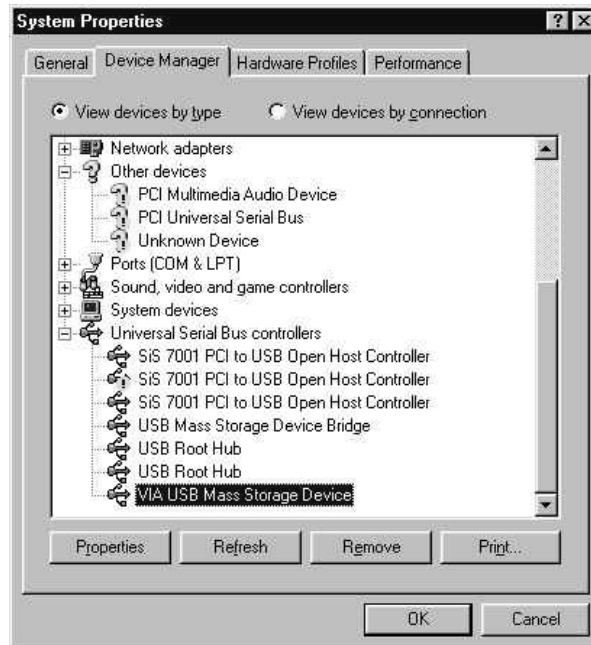 System Properties
General Device Manager Hardware Profiles Performance
View devices by type View devices by connection
Network adapters
Other devices
PCI Multimedia Audio Device
PCI Universal Serial Bus
Unknown Device
Ports (COM & LPT)
Sound, video and game controllers
System devices
Universal Serial Bus controllers
SiS 7001 PCI to USB Open Host Controller
SiS 7001 PCI to USB Open Host Controller
SiS 7001 PCI to USB Open Host Controller
USB Mass Storage Device Bridge
USB Root Hub
USB Root Hub
VIA USB Mass Storage Device
Properties Refresh Remove Print...
OK Cancel